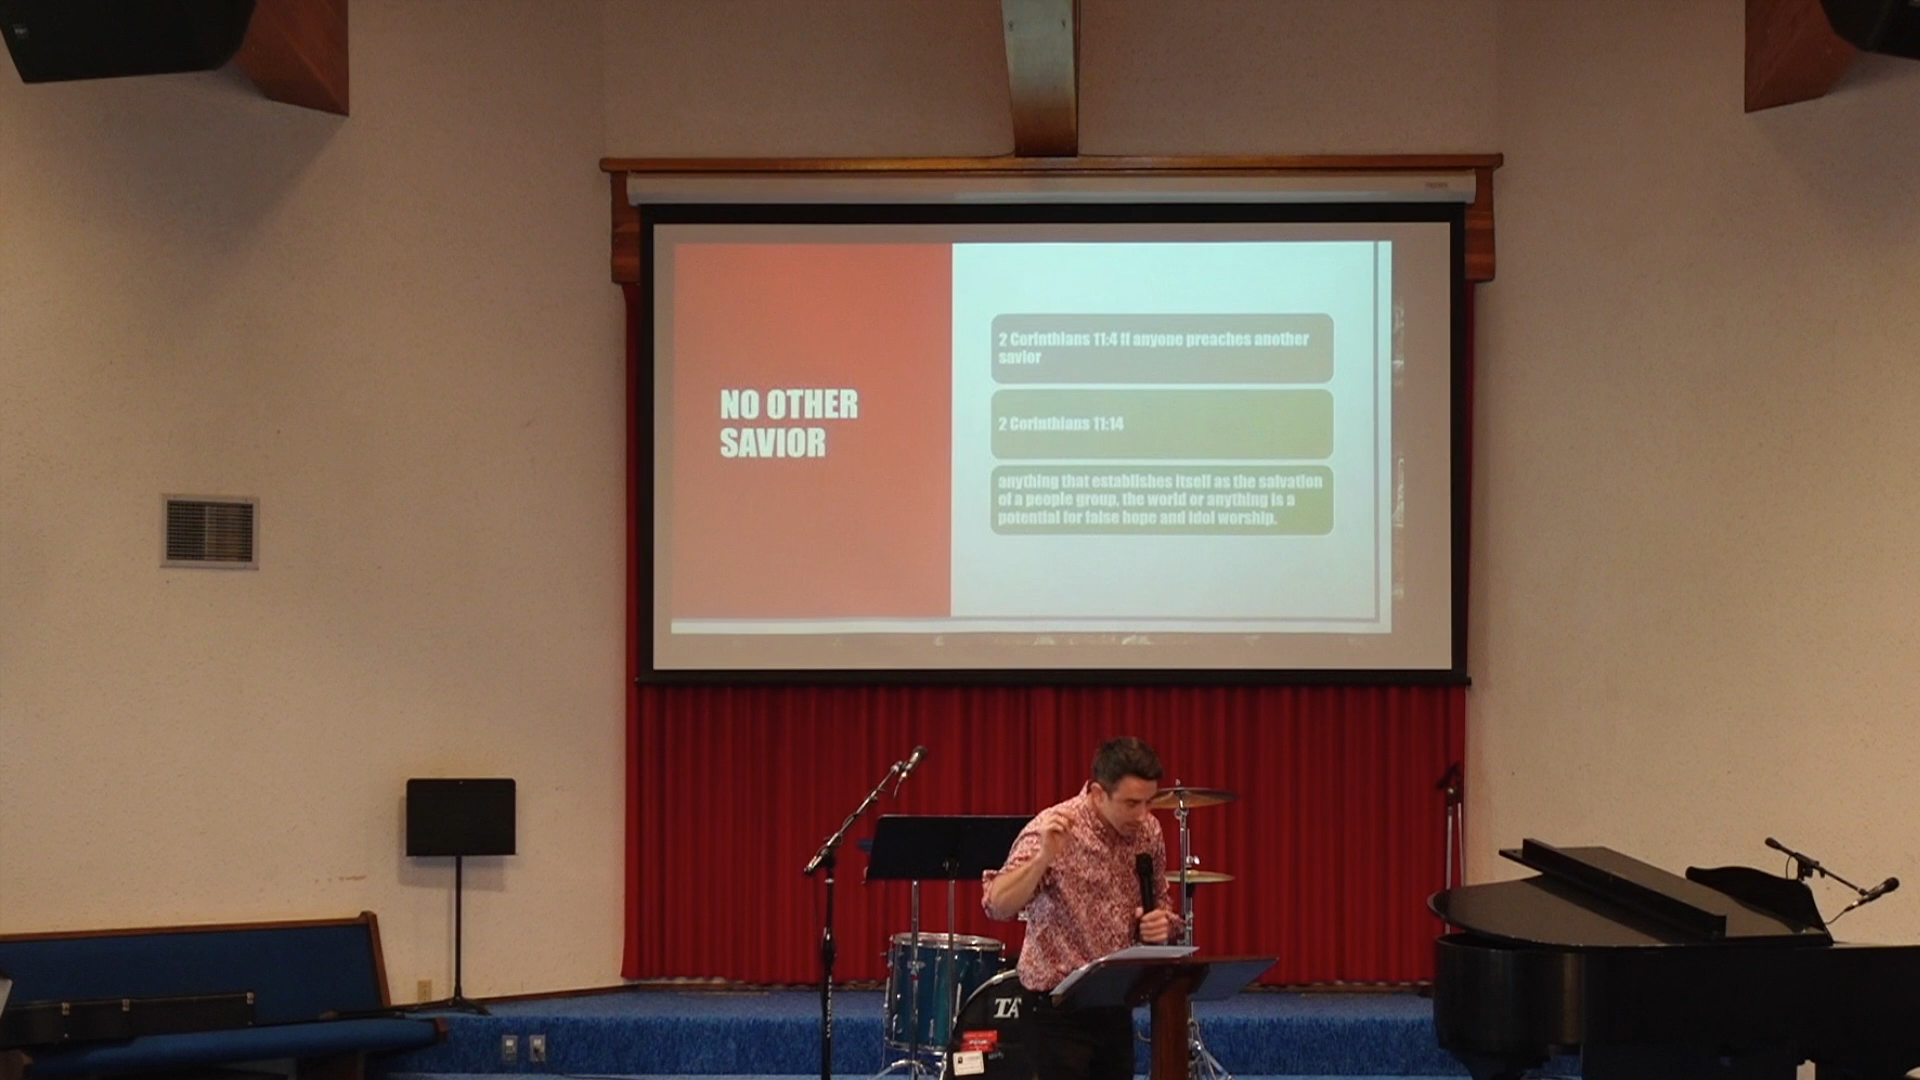 NO OTHER
SAVIOR
2 Corinthians 11:4 If anyone preaches another
savior
2 Corinthians 11:14
anything that establishes itself as the salvation
of a people group, the world or anything is a
potential for false hope and idol worship.
TA